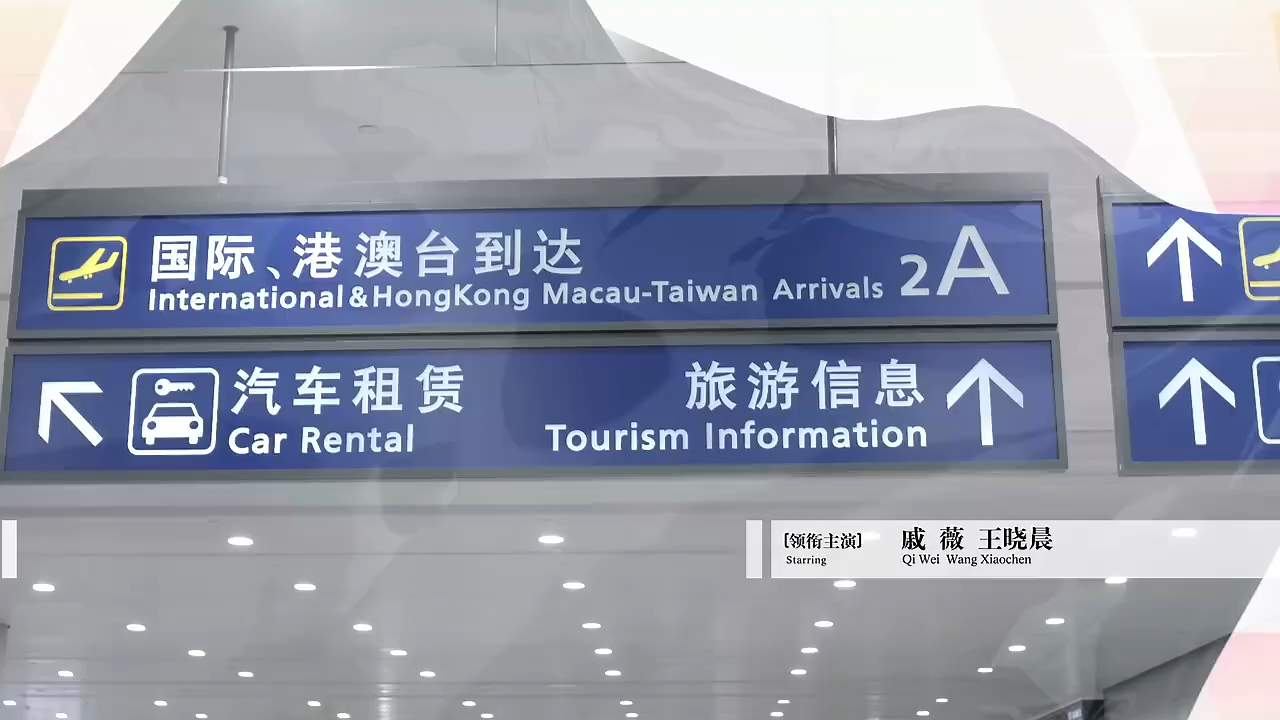 国际、港澳台到达
International&HongKong Macau-Taiwan Arrivals
2A
汽车租赁
Car Rental
旅游信息
Tourism Information
[领衔主演] 戚 薇 王晓晨
Starring Qi Wei Wang Xiaochen